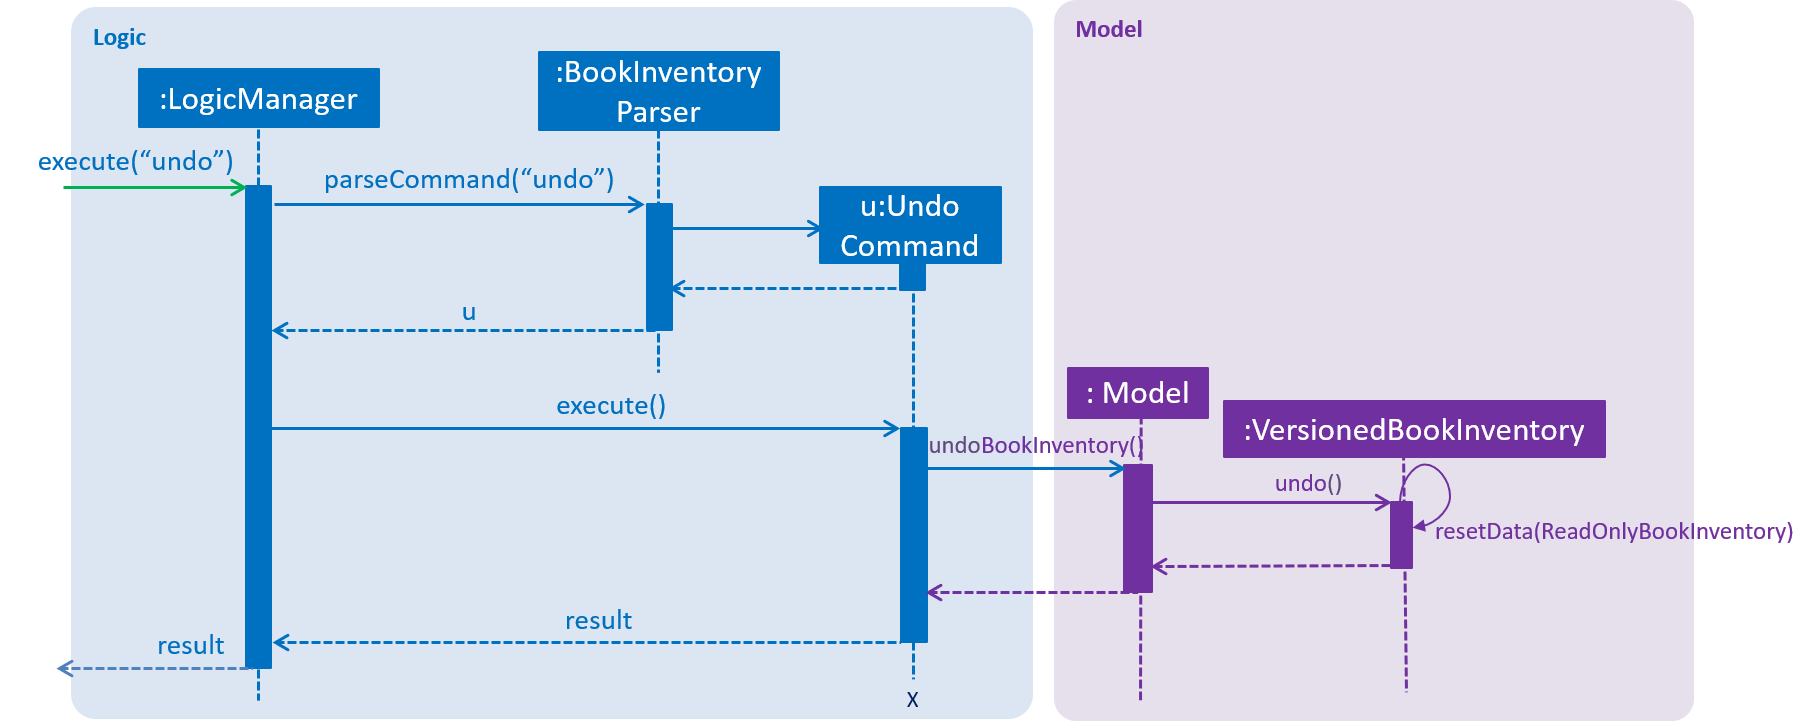 Logic
Model
:LogicManager
:BookInventory
Parser
execute(“undo”)
parseCommand(“undo”)
u:Undo
Command
u
: Model
execute()
:VersionedBookInventory
undoBookInventory()
undo()
resetData(ReadOnlyBookInventory)
result
result
X